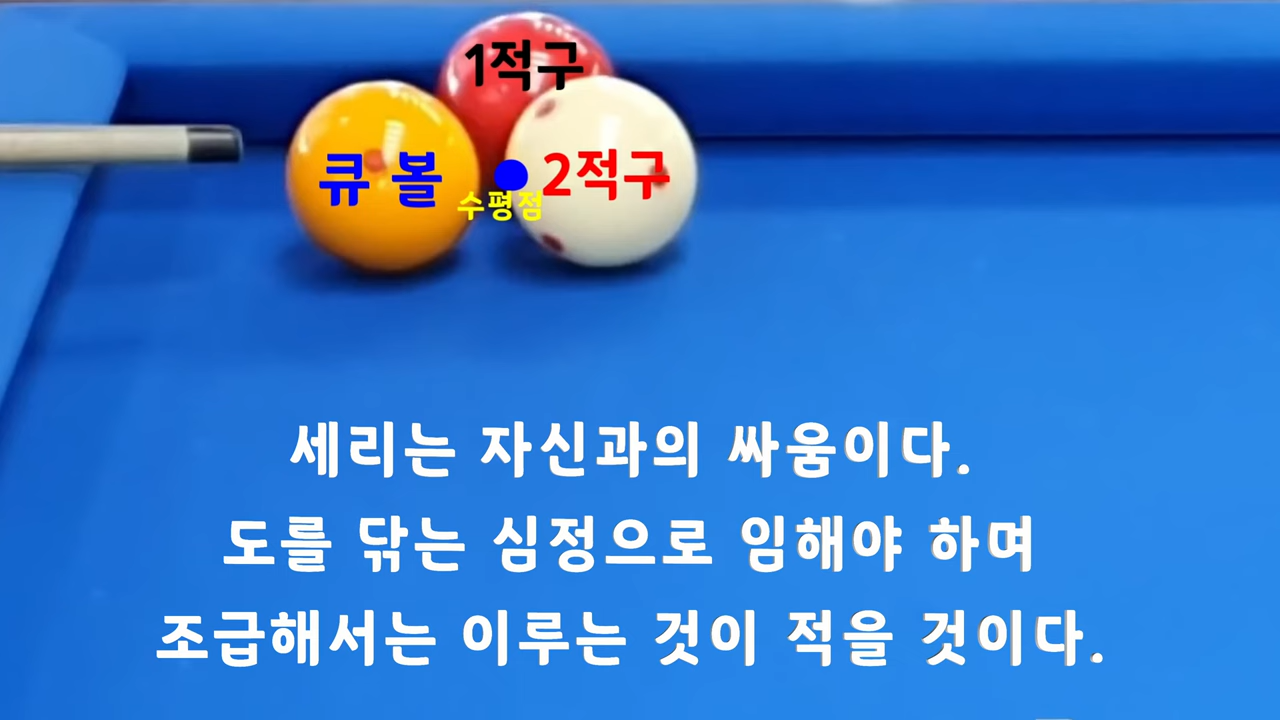 1적구
큐 볼
2적구
수평점
세리는 자신과의 싸움이다.
도를 닦는 심정으로 임해야 하며
조급해서는 이루는 것이 적을 것이다.